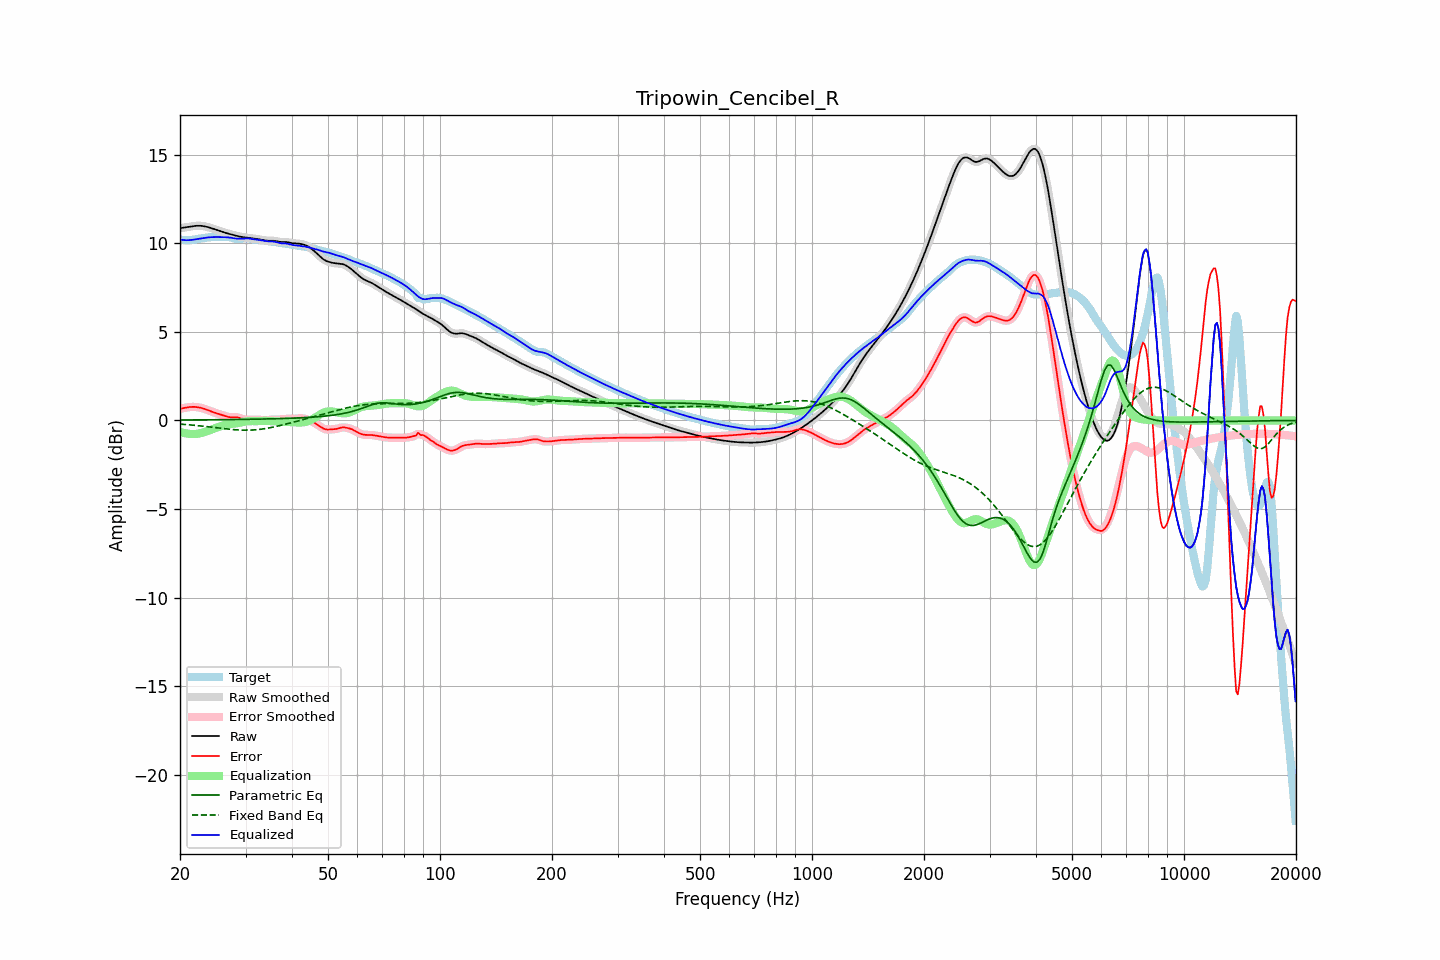 Tripowin_Cencibel_R
Amplitude (dBr)
15
10
5
0
−5
−10
−15
−20
Target
Raw Smoothed
Error Smoothed
Raw
Error
Equalization
Parametric Eq
Fixed Band Eq
Equalized
20 50 100 200 500 1000 2000 5000 10000 20000
Frequency (Hz)